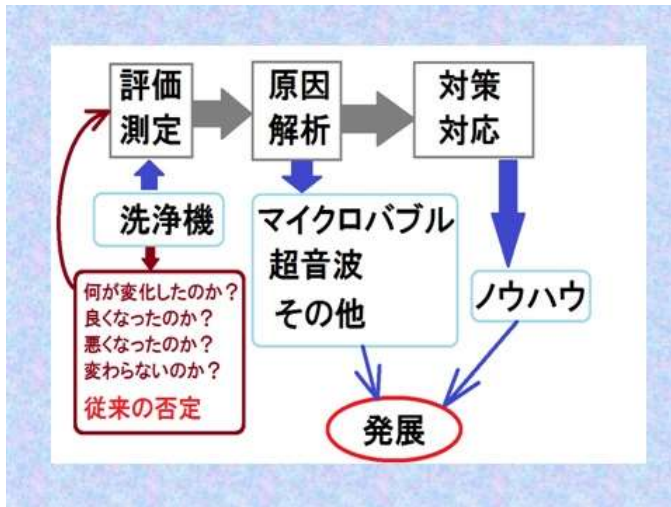 評価
測定
原因
解析
対策
対応
洗浄機
何が変化したのか?
良くなったのか?
悪くなったのか?
変わらないのか?
従来の否定
マイクロバブル
超音波
その他
ノウハウ
発展